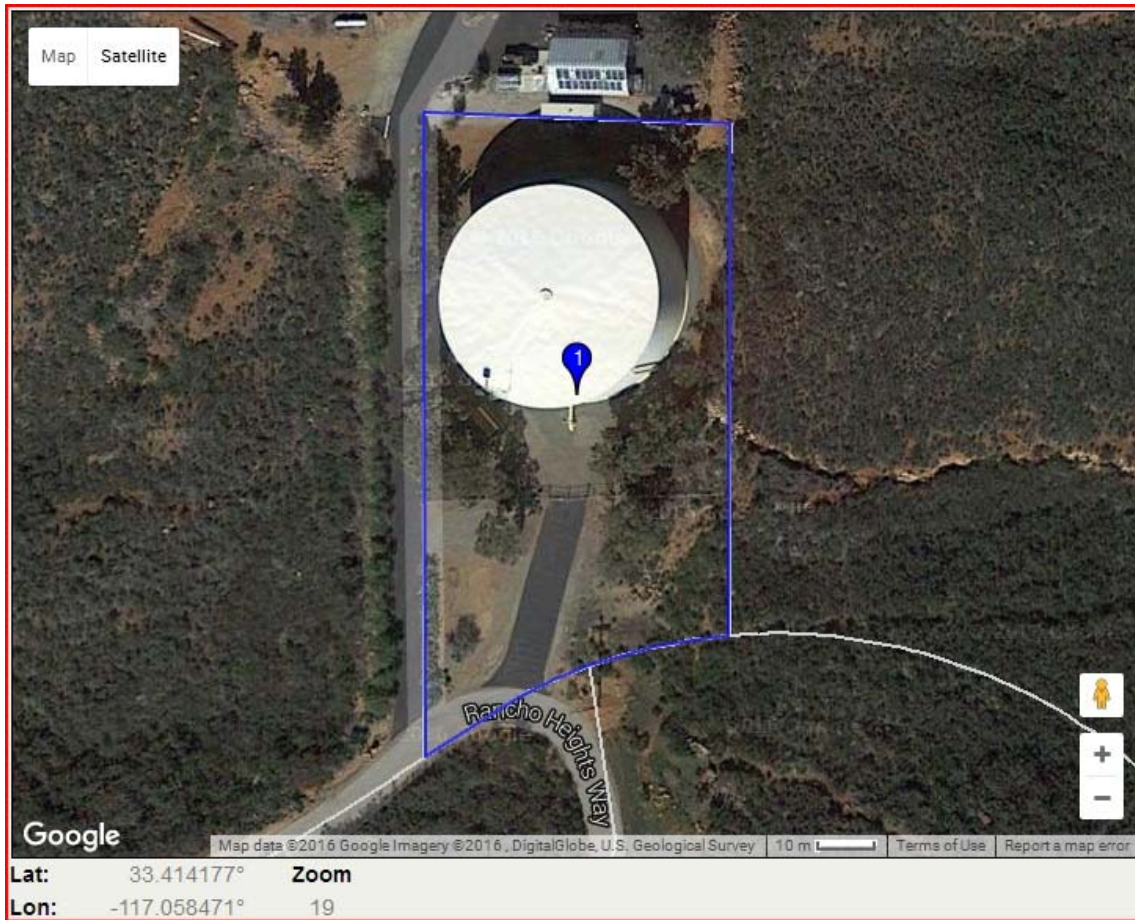 Map Satellite
1
Rancho Heights Way
Google
Map data ©2016 Google Imagery ©2016 , DigitalGlobe, U.S. Geological Survey 10 m Terms of Use Report a map error
Lat: 33.414177° Zoom
Lon: -117.058471° 19